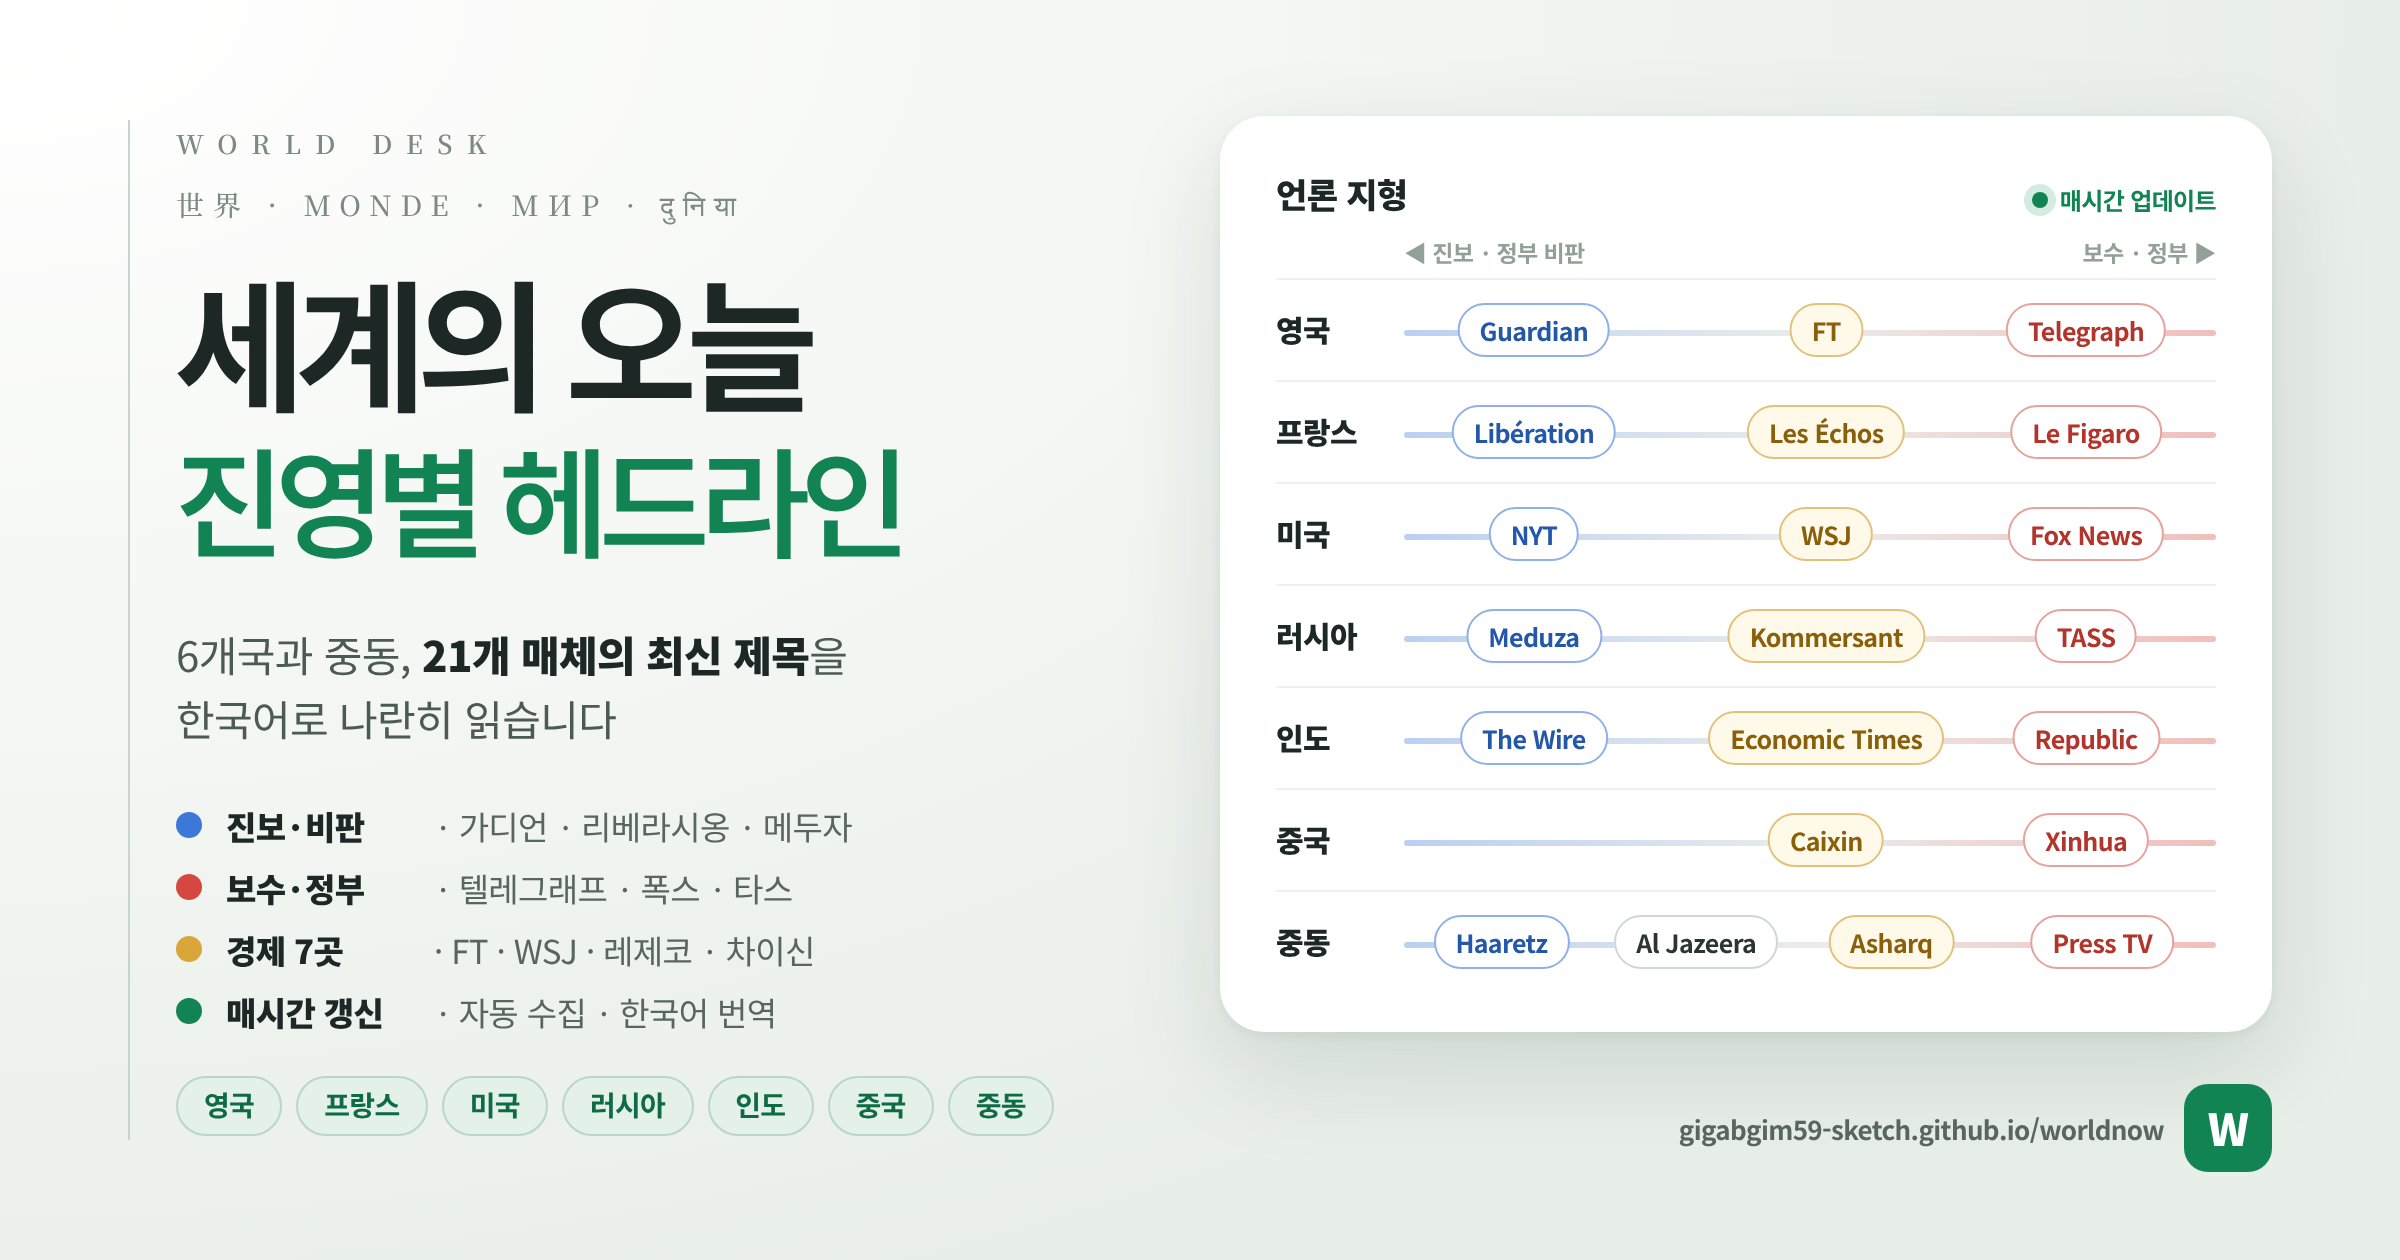 WORLD DESK
世界 · MONDE · МИР · दुनिया
세계의 오늘
진영별 헤드라인
6개국과 중동, 21개 매체의 최신 제목을
한국어로 나란히 읽습니다
진보·비판 · 가디언 · 리베라시옹 · 메두자
보수·정부 · 텔레그래프 · 폭스 · 타스
경제 7곳 · FT · WSJ · 레제코 · 차이신
매시간 갱신 · 자동 수집 · 한국어 번역
영국 프랑스 미국 러시아 인도 중국 중동
언론 지형 매시간 업데이트
◀ 진보 · 정부 비판 보수 · 정부 ▶
영국 Guardian FT Telegraph
프랑스 Libération Les Échos Le Figaro
미국 NYT WSJ Fox News
러시아 Meduza Kommersant TASS
인도 The Wire Economic Times Republic
중국 Caixin Xinhua
중동 Haaretz Al Jazeera Asharq Press TV
gigabgim59-sketch.github.io/worldnow W